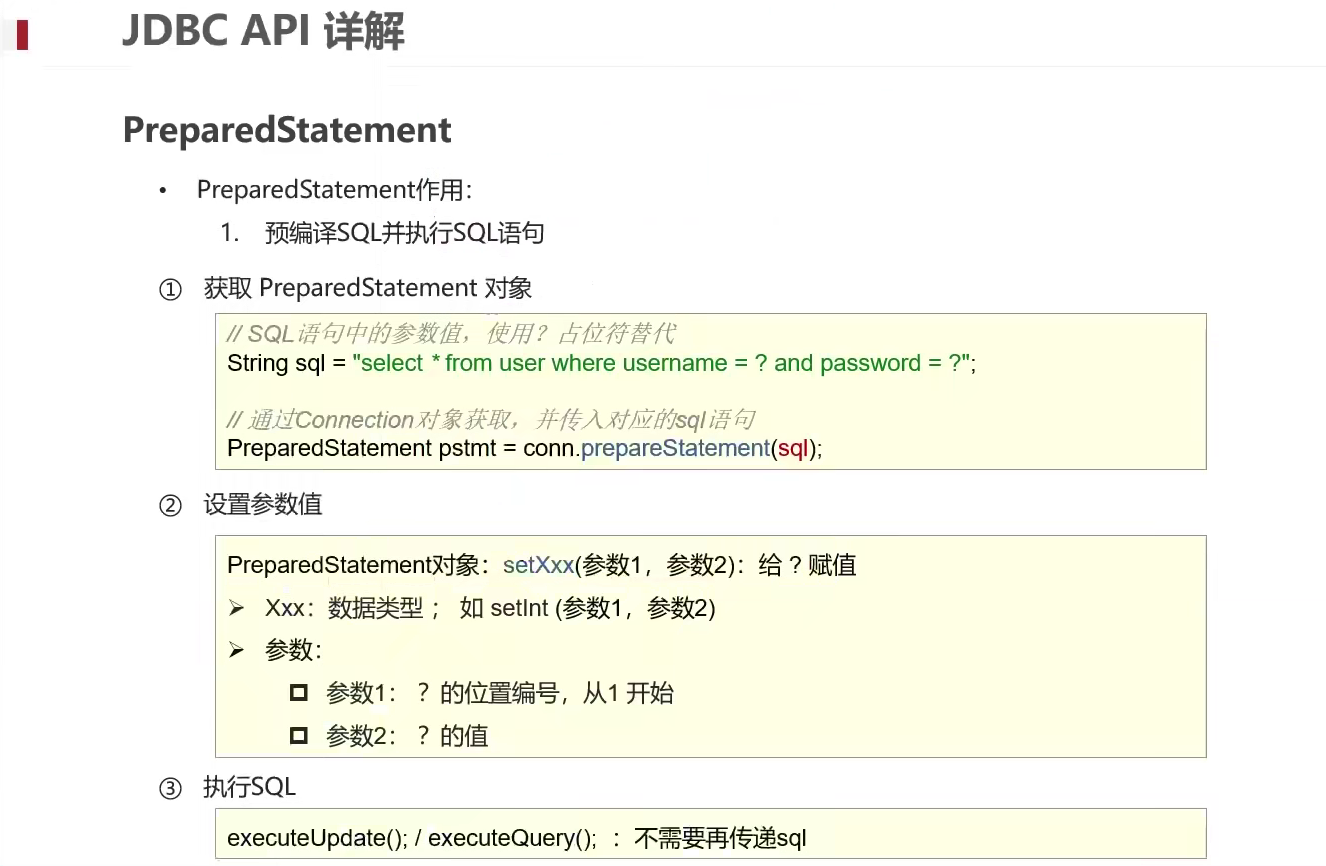 JDBC API 详解
PreparedStatement
• PreparedStatement作用：
1. 预编译SQL并执行SQL语句
① 获取 PreparedStatement 对象
// SQL语句中的参数值，使用？占位符替代
String sql = "select * from user where username = ? and password = ?";
// 通过Connection对象获取，并传入对应的sql语句
PreparedStatement pstmt = conn.prepareStatement(sql);
② 设置参数值
PreparedStatement对象：setXxx(参数1，参数2)：给 ? 赋值
➢ Xxx：数据类型 ； 如 setInt (参数1，参数2)
➢ 参数：
参数1： ？的位置编号，从1 开始
参数2： ？的值
③ 执行SQL
executeUpdate(); / executeQuery(); ：不需要再传递sql